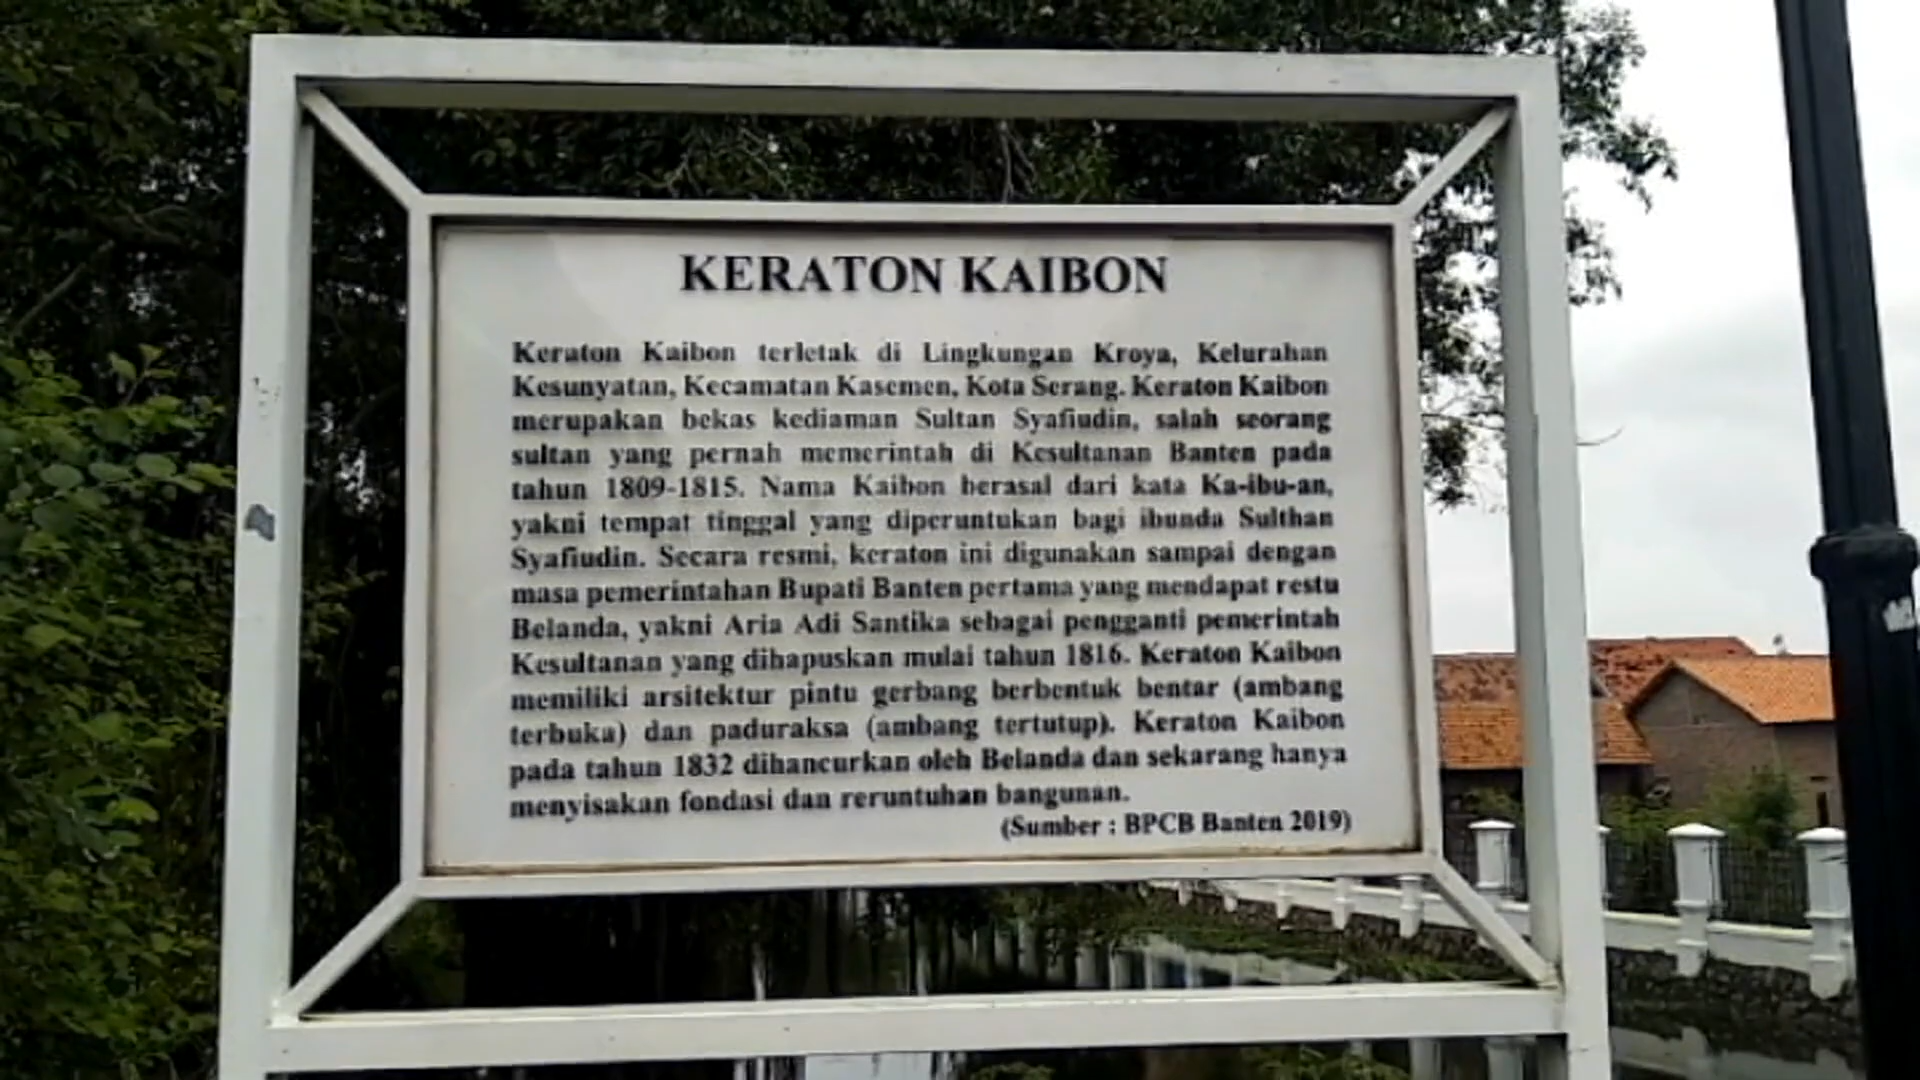 KERATON KAIBON
Keraton Kaibon terletak di Lingkungan Kroya, Kelurahan
Kesunyatan, Kecamatan Kasemen, Kota Serang. Keraton Kaibon
merupakan bekas kediaman Sultan Syafiudin, salah seorang
sultan yang pernah memerintah di Kesultanan Banten pada
tahun 1809-1815. Nama Kaibon berasal dari kata Ka-ibu-an,
yakni tempat tinggal yang diperuntukan bagi ibunda Sulthan
Syafiudin. Secara resmi, keraton ini digunakan sampai dengan
masa pemerintahan Bupati Banten pertama yang mendapat restu
Belanda, yakni Aria Adi Santika sebagai pengganti pemerintah
Kesultanan yang dihapuskan mulai tahun 1816. Keraton Kaibon
memiliki arsitektur pintu gerbang berbentuk bentar (ambang
terbuka) dan paduraksa (ambang tertutup). Keraton Kaibon
pada tahun 1832 dihancurkan oleh Belanda dan sekarang hanya
menyisakan fondasi dan reruntuhan bangunan.
(Sumber : BPCB Banten 2019)